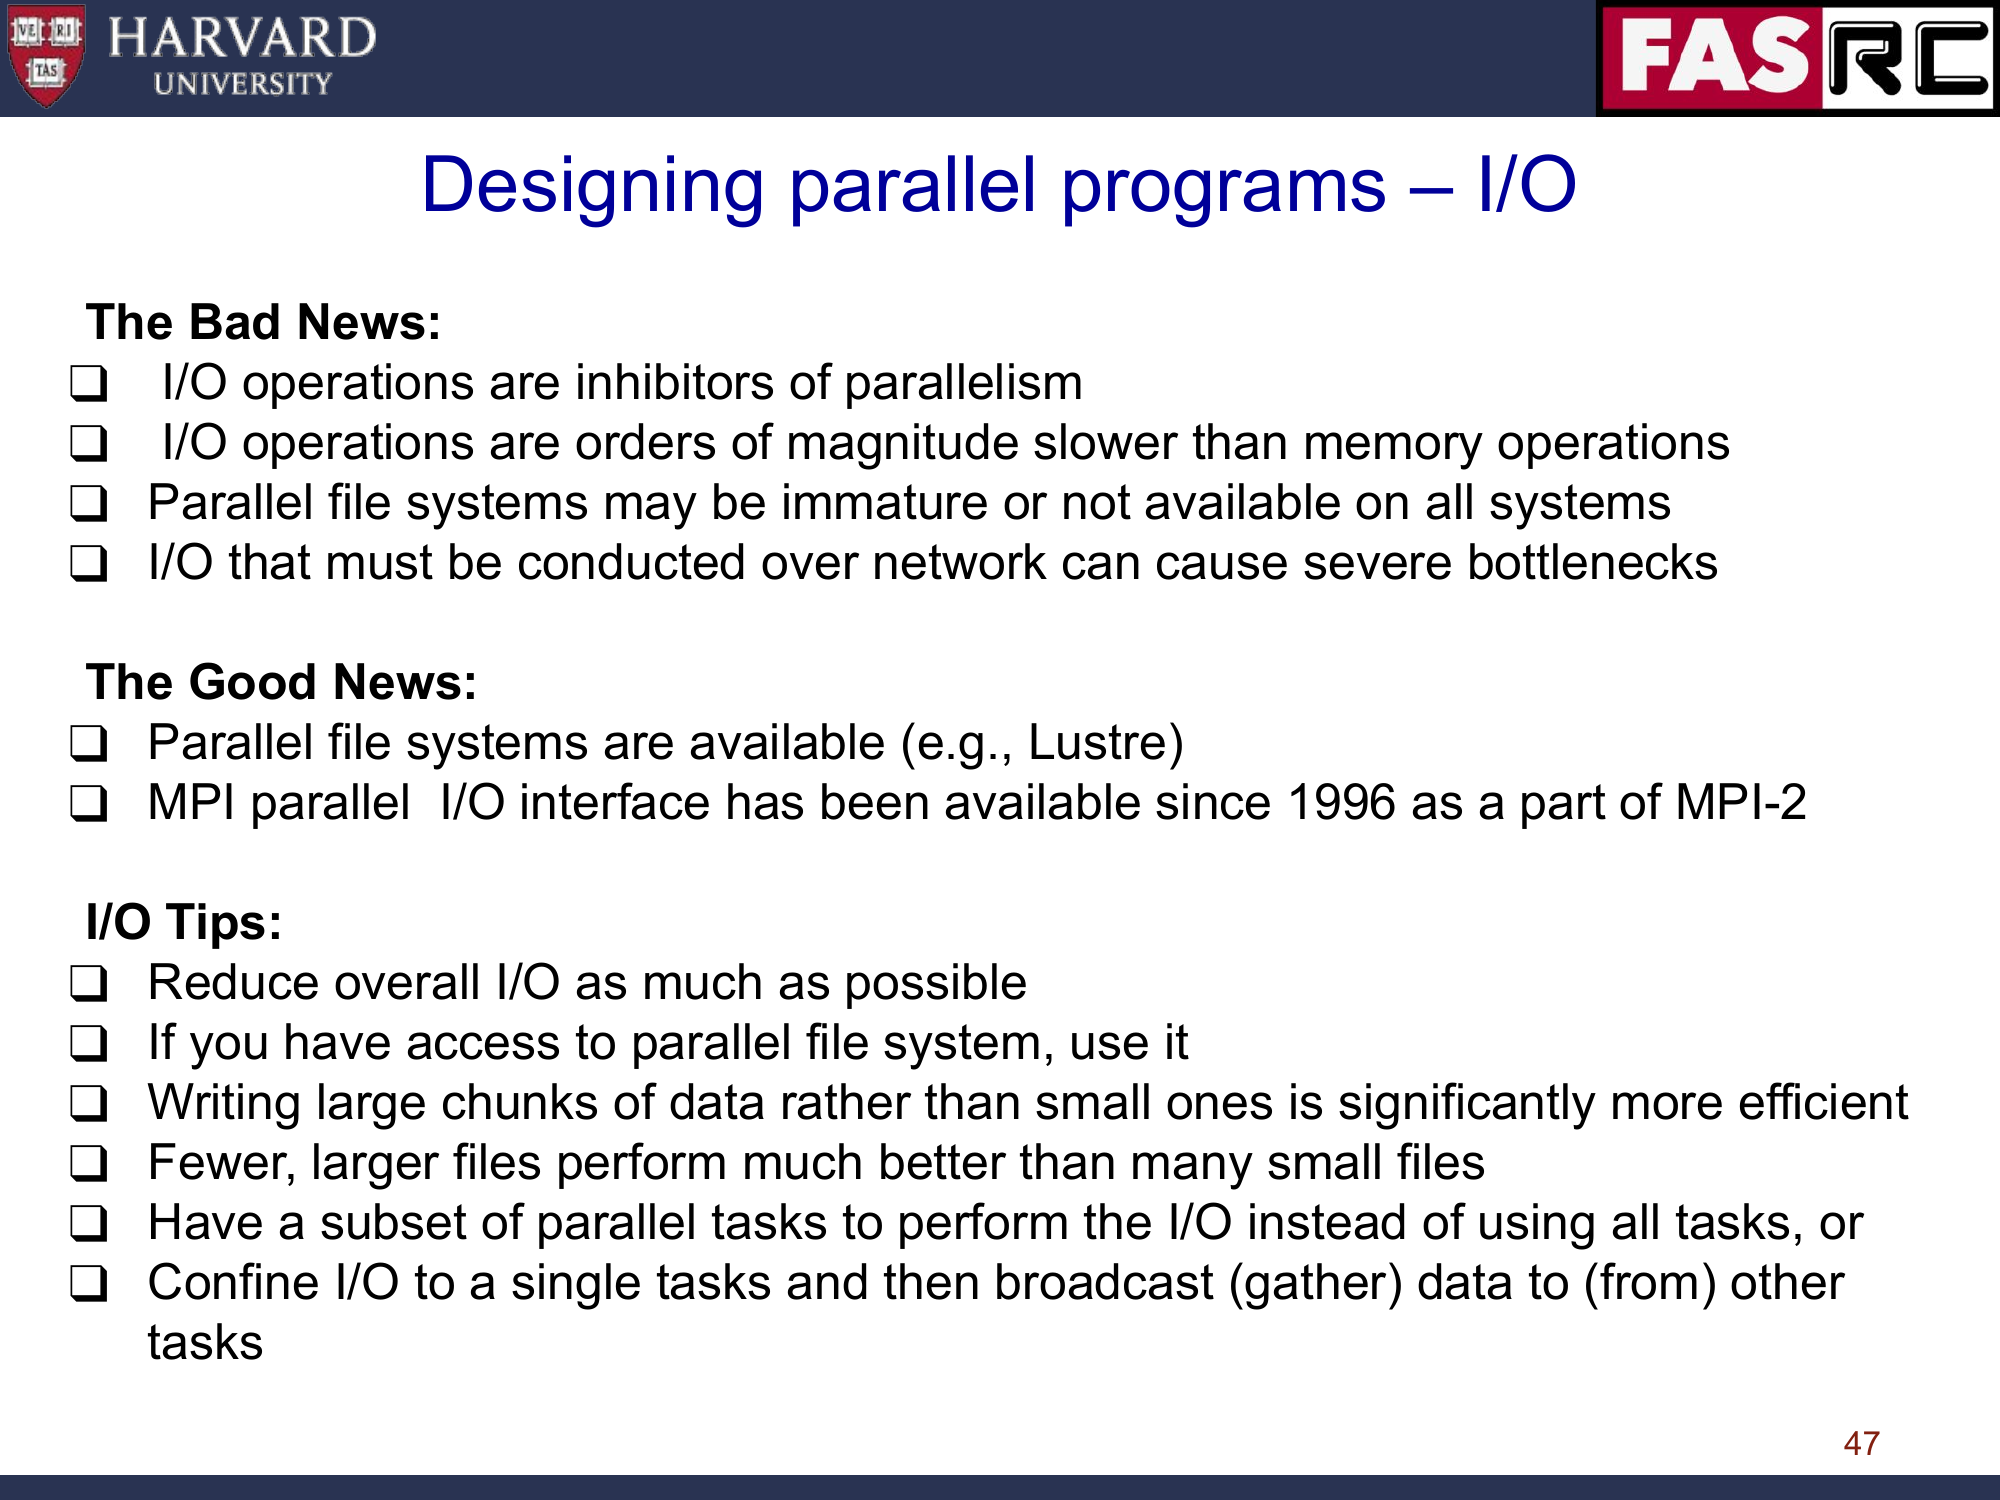 VE RI
TAS
HARVARD
UNIVERSITY
FAS RC
Designing parallel programs – I/O
The Bad News:
❑ I/O operations are inhibitors of parallelism
❑ I/O operations are orders of magnitude slower than memory operations
❑ Parallel file systems may be immature or not available on all systems
❑ I/O that must be conducted over network can cause severe bottlenecks
The Good News:
❑ Parallel file systems are available (e.g., Lustre)
❑ MPI parallel  I/O interface has been available since 1996 as a part of MPI-2
I/O Tips:
❑ Reduce overall I/O as much as possible
❑ If you have access to parallel file system, use it
❑ Writing large chunks of data rather than small ones is significantly more efficient
❑ Fewer, larger files perform much better than many small files
❑ Have a subset of parallel tasks to perform the I/O instead of using all tasks, or
❑ Confine I/O to a single tasks and then broadcast (gather) data to (from) other
tasks
47